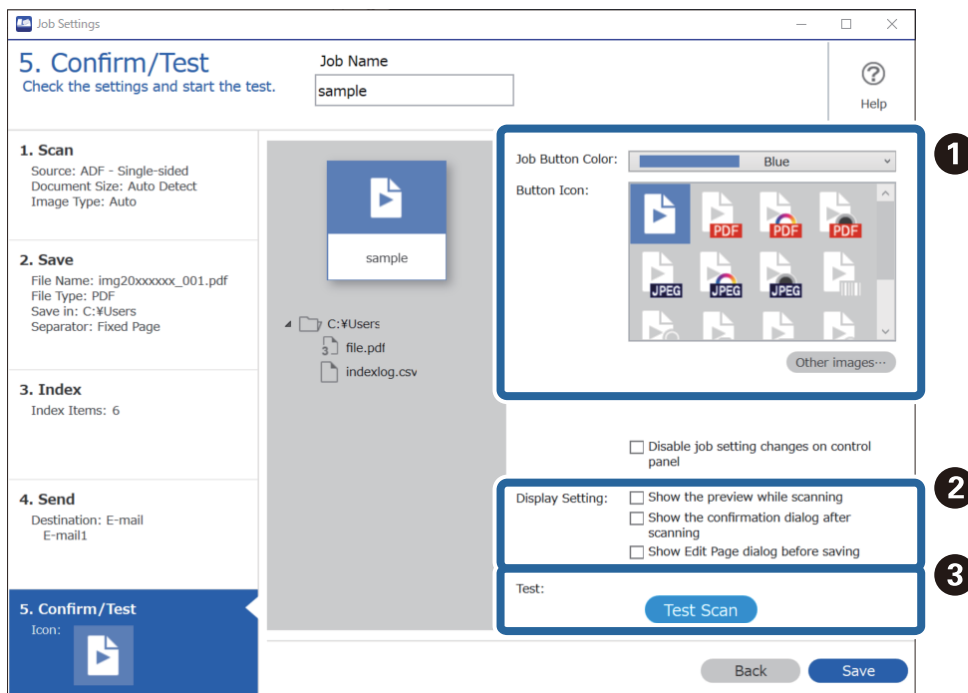 Job Settings
5. Confirm/Test
Check the settings and start the test.
Job Name
sample
Help
1. Scan
Source: ADF - Single-sided
Document Size: Auto Detect
Image Type: Auto
2. Save
File Name: img20xxxxxx_001.pdf
File Type: PDF
Save in: C:¥Users
Separator: Fixed Page
3. Index
Index Items: 6
4. Send
Destination: E-mail
E-mail1
5. Confirm/Test
Icon:
sample
C:¥Users
3 file.pdf
indexlog.csv
1
Job Button Color: Blue
Button Icon:
PDF PDF PDF
JPEG JPEG JPEG
Other images···
Disable job setting changes on control
panel
2
Display Setting: Show the preview while scanning
Show the confirmation dialog after
scanning
Show Edit Page dialog before saving
3
Test:
Test Scan
Back Save